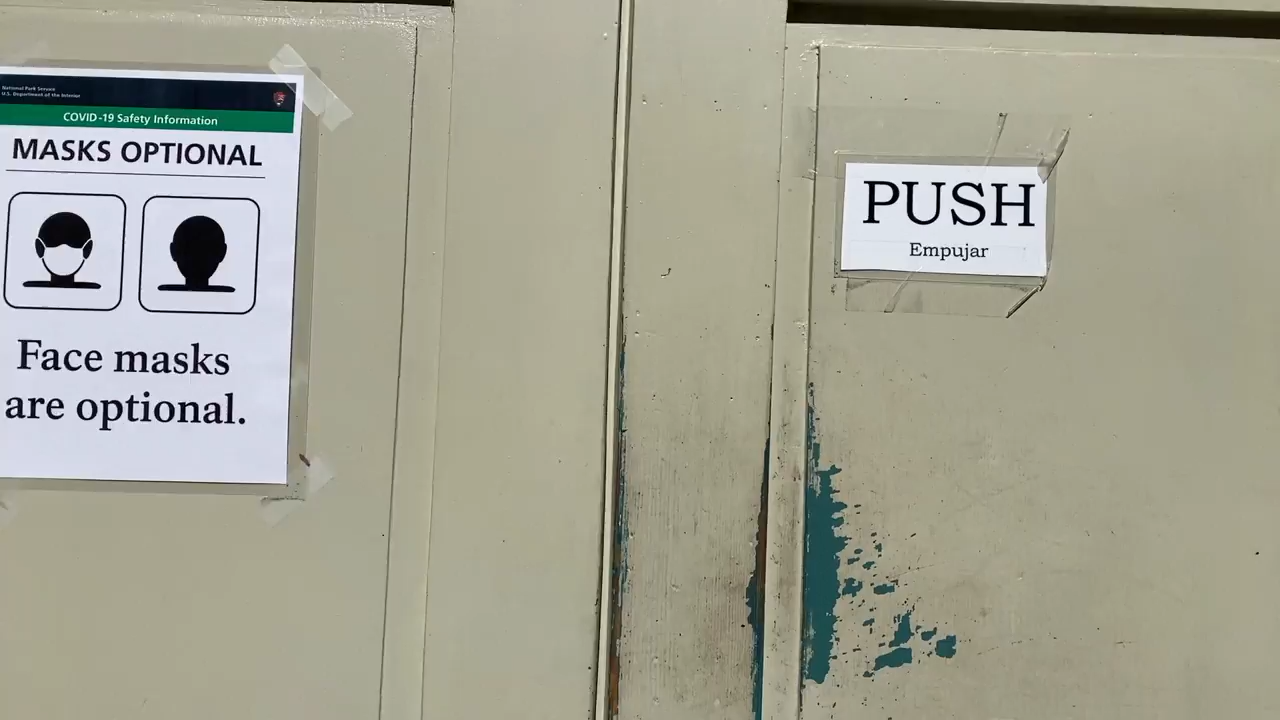 National Park Service
U.S. Department of the Interior
COVID-19 Safety Information
MASKS OPTIONAL
Face masks
are optional.
PUSH
Empujar